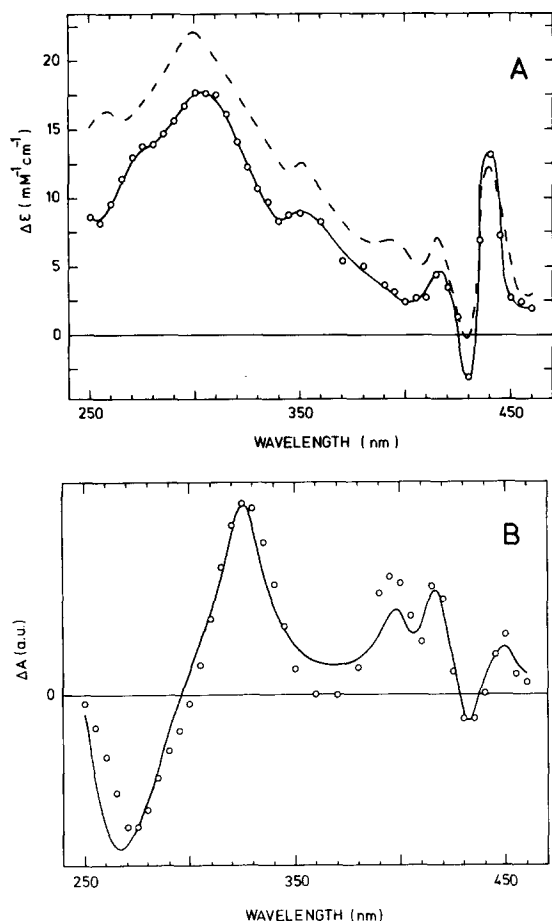 A
Δε (mM⁻¹cm⁻¹)
20
15
10
5
0
250
350
450
WAVELENGTH (nm)
B
ΔA (a.u.)
0
250
350
450
WAVELENGTH (nm)